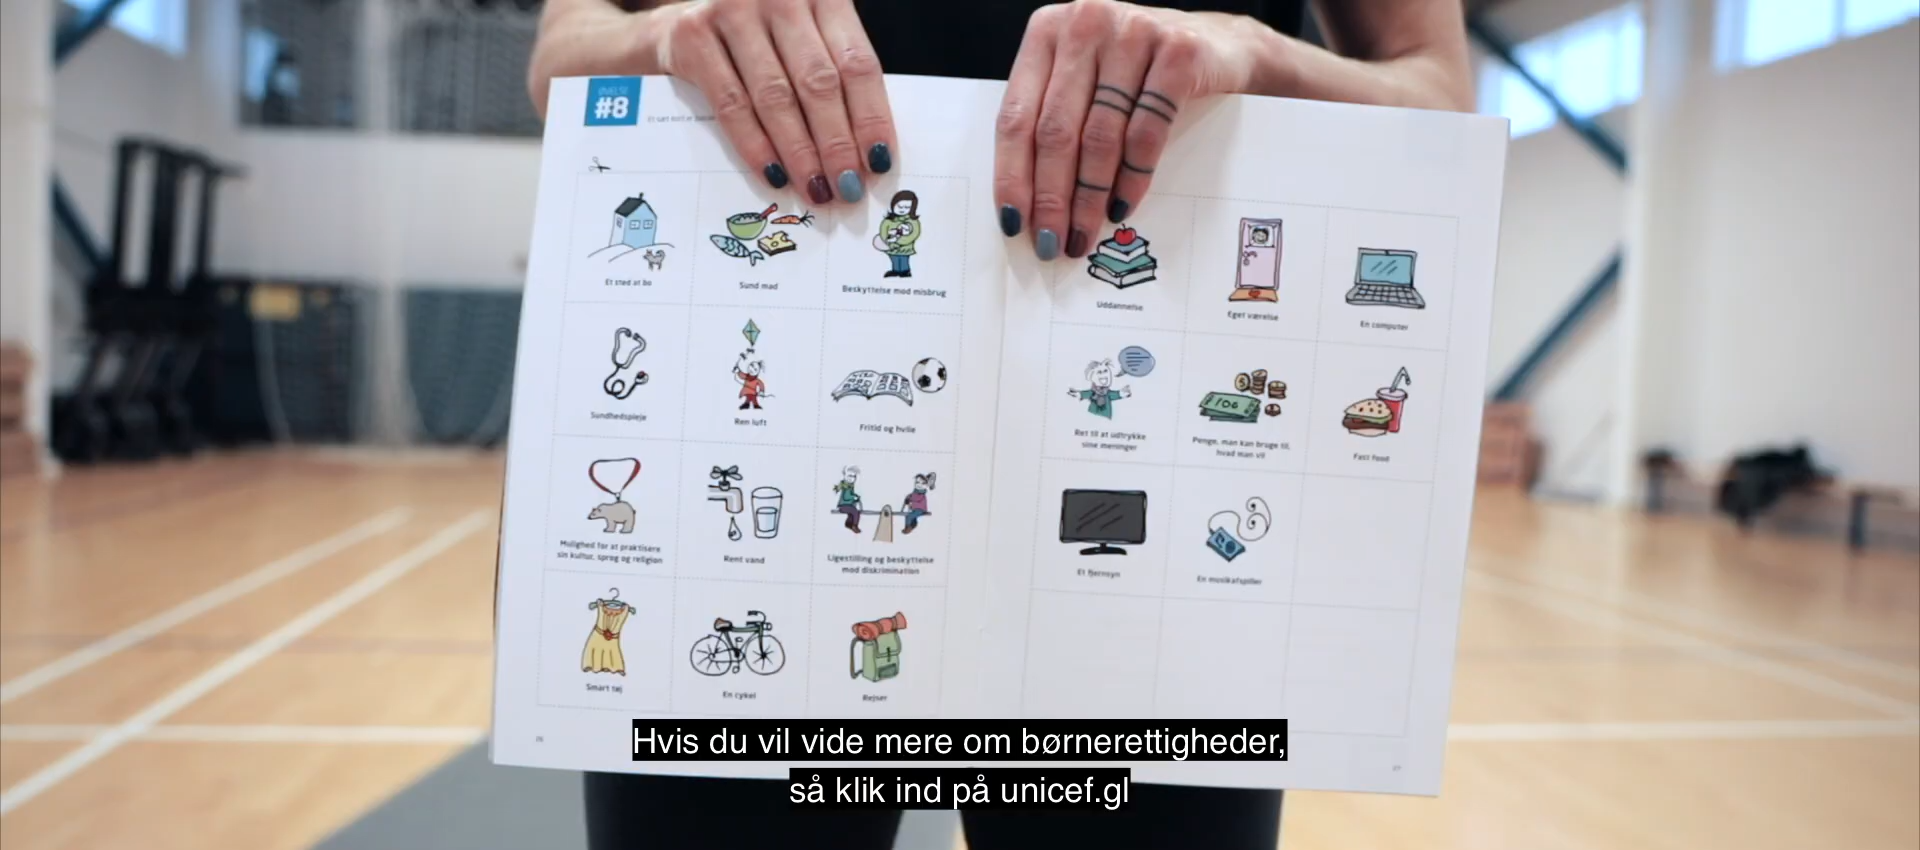 ØVELSE
#8
Et sted at bo
Sund mad
Beskyttelse mod misbrug
Sundhedspleje
Ren luft
Fritid og hvile
Mulighed for at praktisere
sin kultur, sprog og religion
Rent vand
Ligestilling og beskyttelse
mod diskrimination
Smart tøj
En cykel
Rejser
26
Uddannelse
Eget værelse
En computer
Ret til at udtrykke
sine meninger
Penge, man kan bruge til,
hvad man vil
Fast food
Et fjernsyn
En musikafspiller
27
Hvis du vil vide mere om børnerettigheder,
så klik ind på unicef.gl